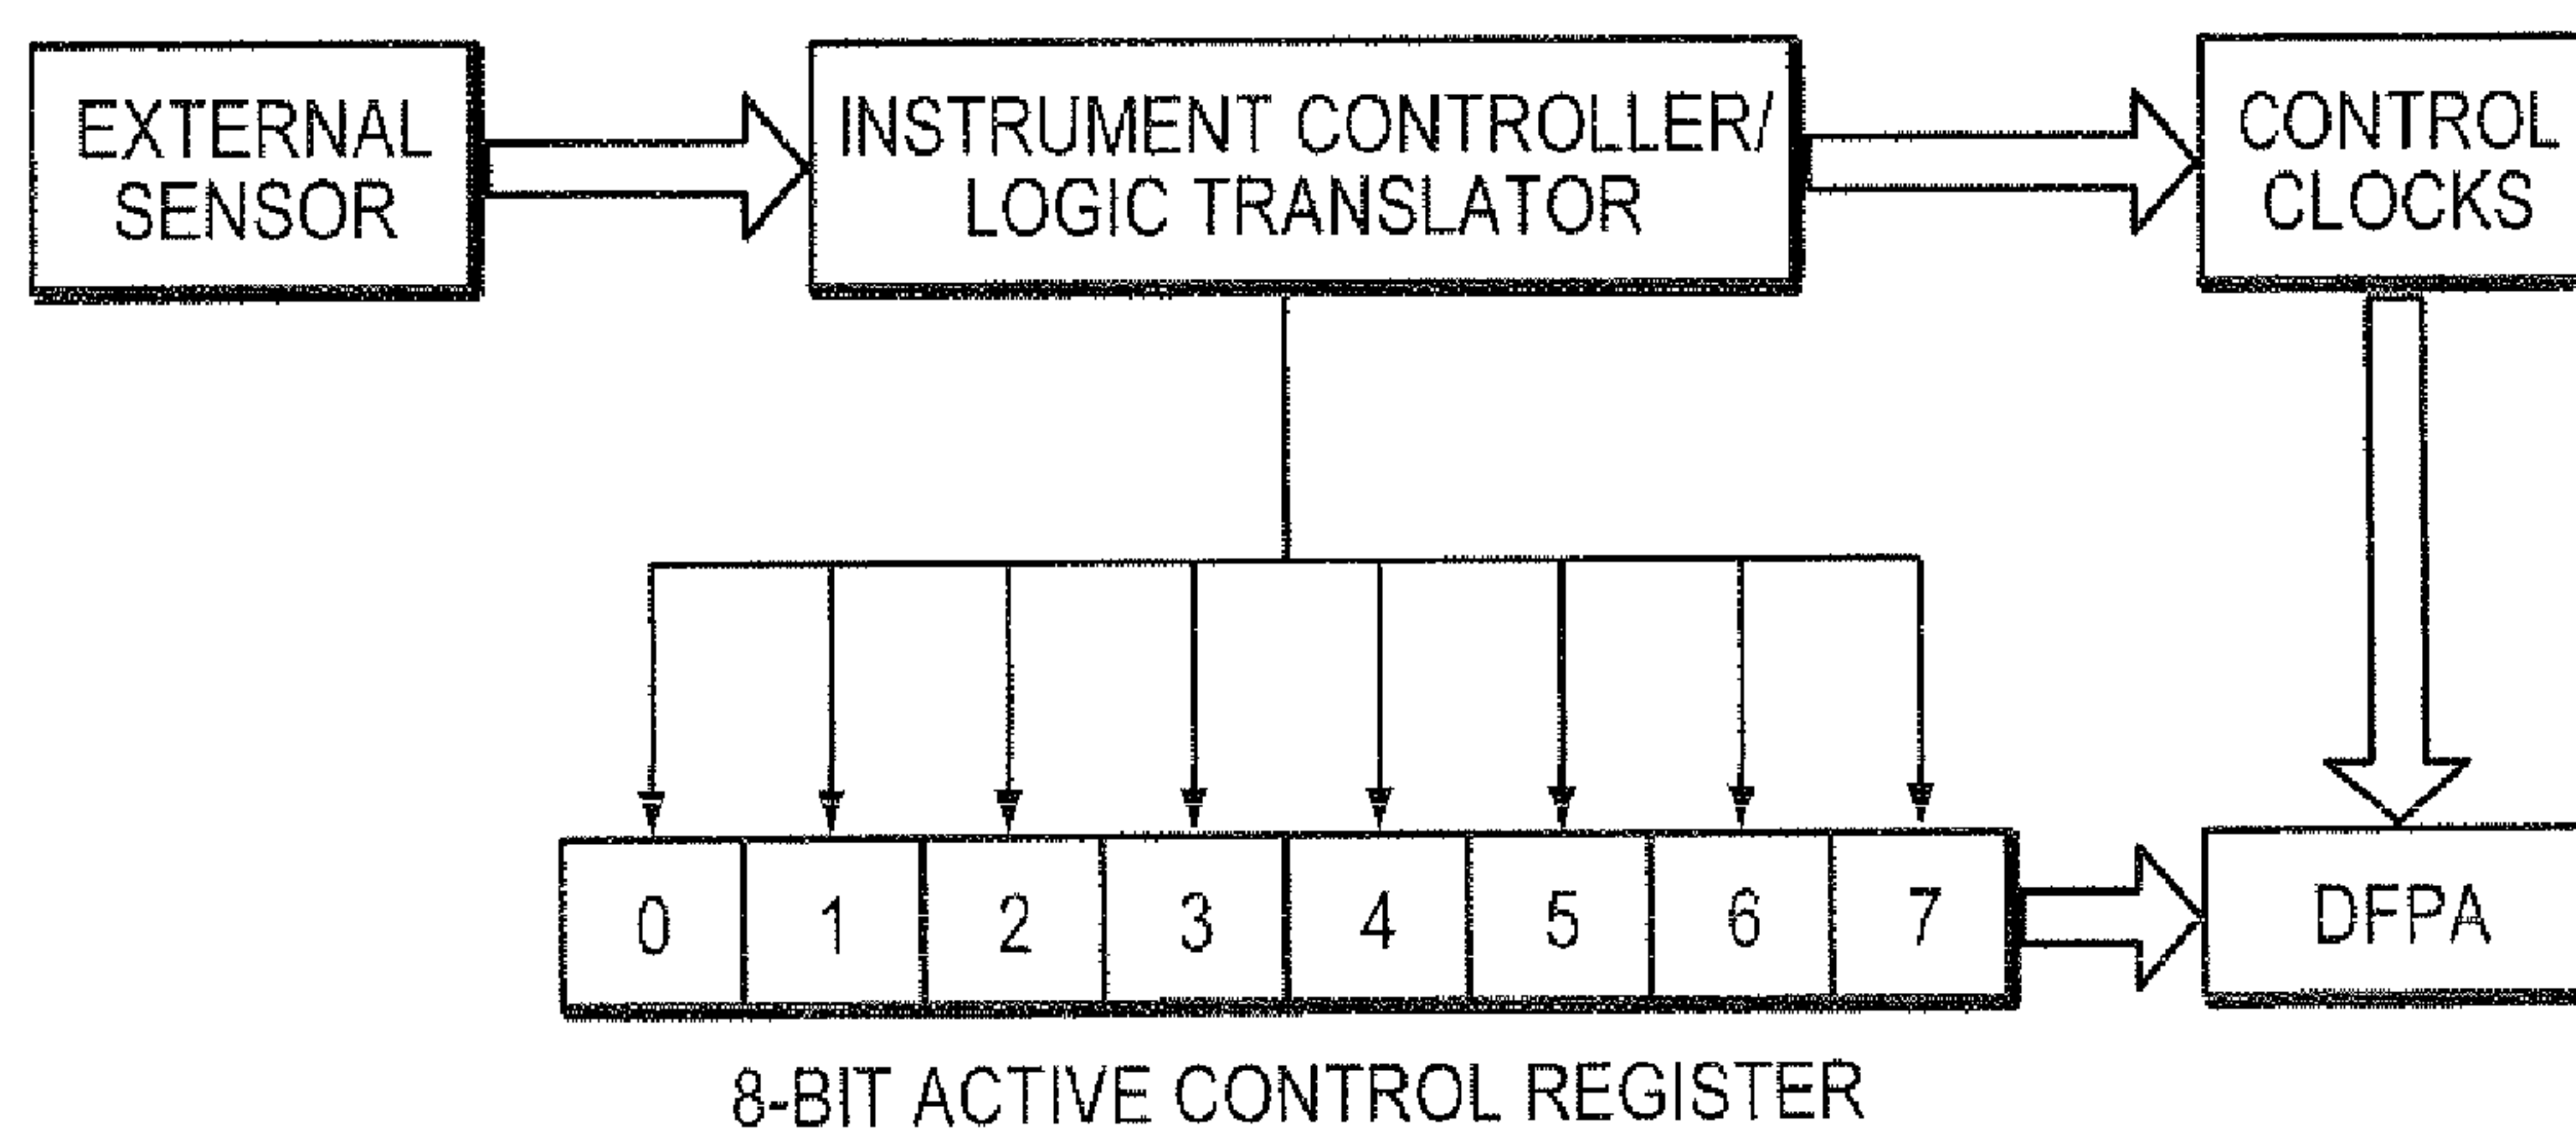 EXTERNAL
SENSOR
INSTRUMENT CONTROLLER/
LOGIC TRANSLATOR
CONTROL
CLOCKS
0 1 2 3 4 5 6 7
DFPA
8-BIT ACTIVE CONTROL REGISTER